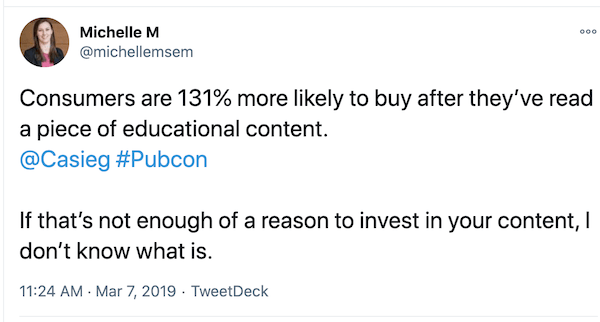 Michelle M
@michellemsem
Consumers are 131% more likely to buy after they’ve read
a piece of educational content.
@Casieg #Pubcon
If that’s not enough of a reason to invest in your content, I
don’t know what is.
11:24 AM · Mar 7, 2019 · TweetDeck